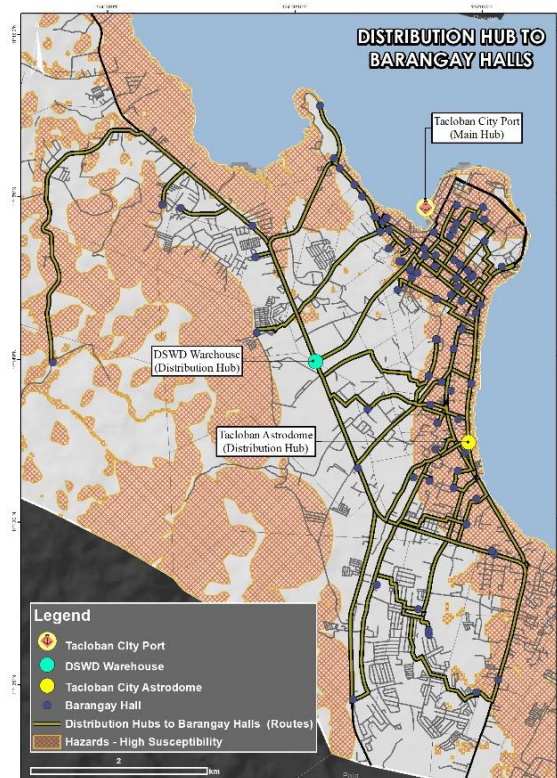 DISTRIBUTION HUB TO
BARANGAY HALLS
Tacloban City Port
(Main Hub)
DSWD Warehouse
(Distribution Hub)
Tacloban Astrodome
(Distribution Hub)
Legend
Tacloban City Port
DSWD Warehouse
Tacloban City Astrodome
Barangay Hall
Distribution Hubs to Barangay Halls (Routes)
Hazards - High Susceptibility
2
km